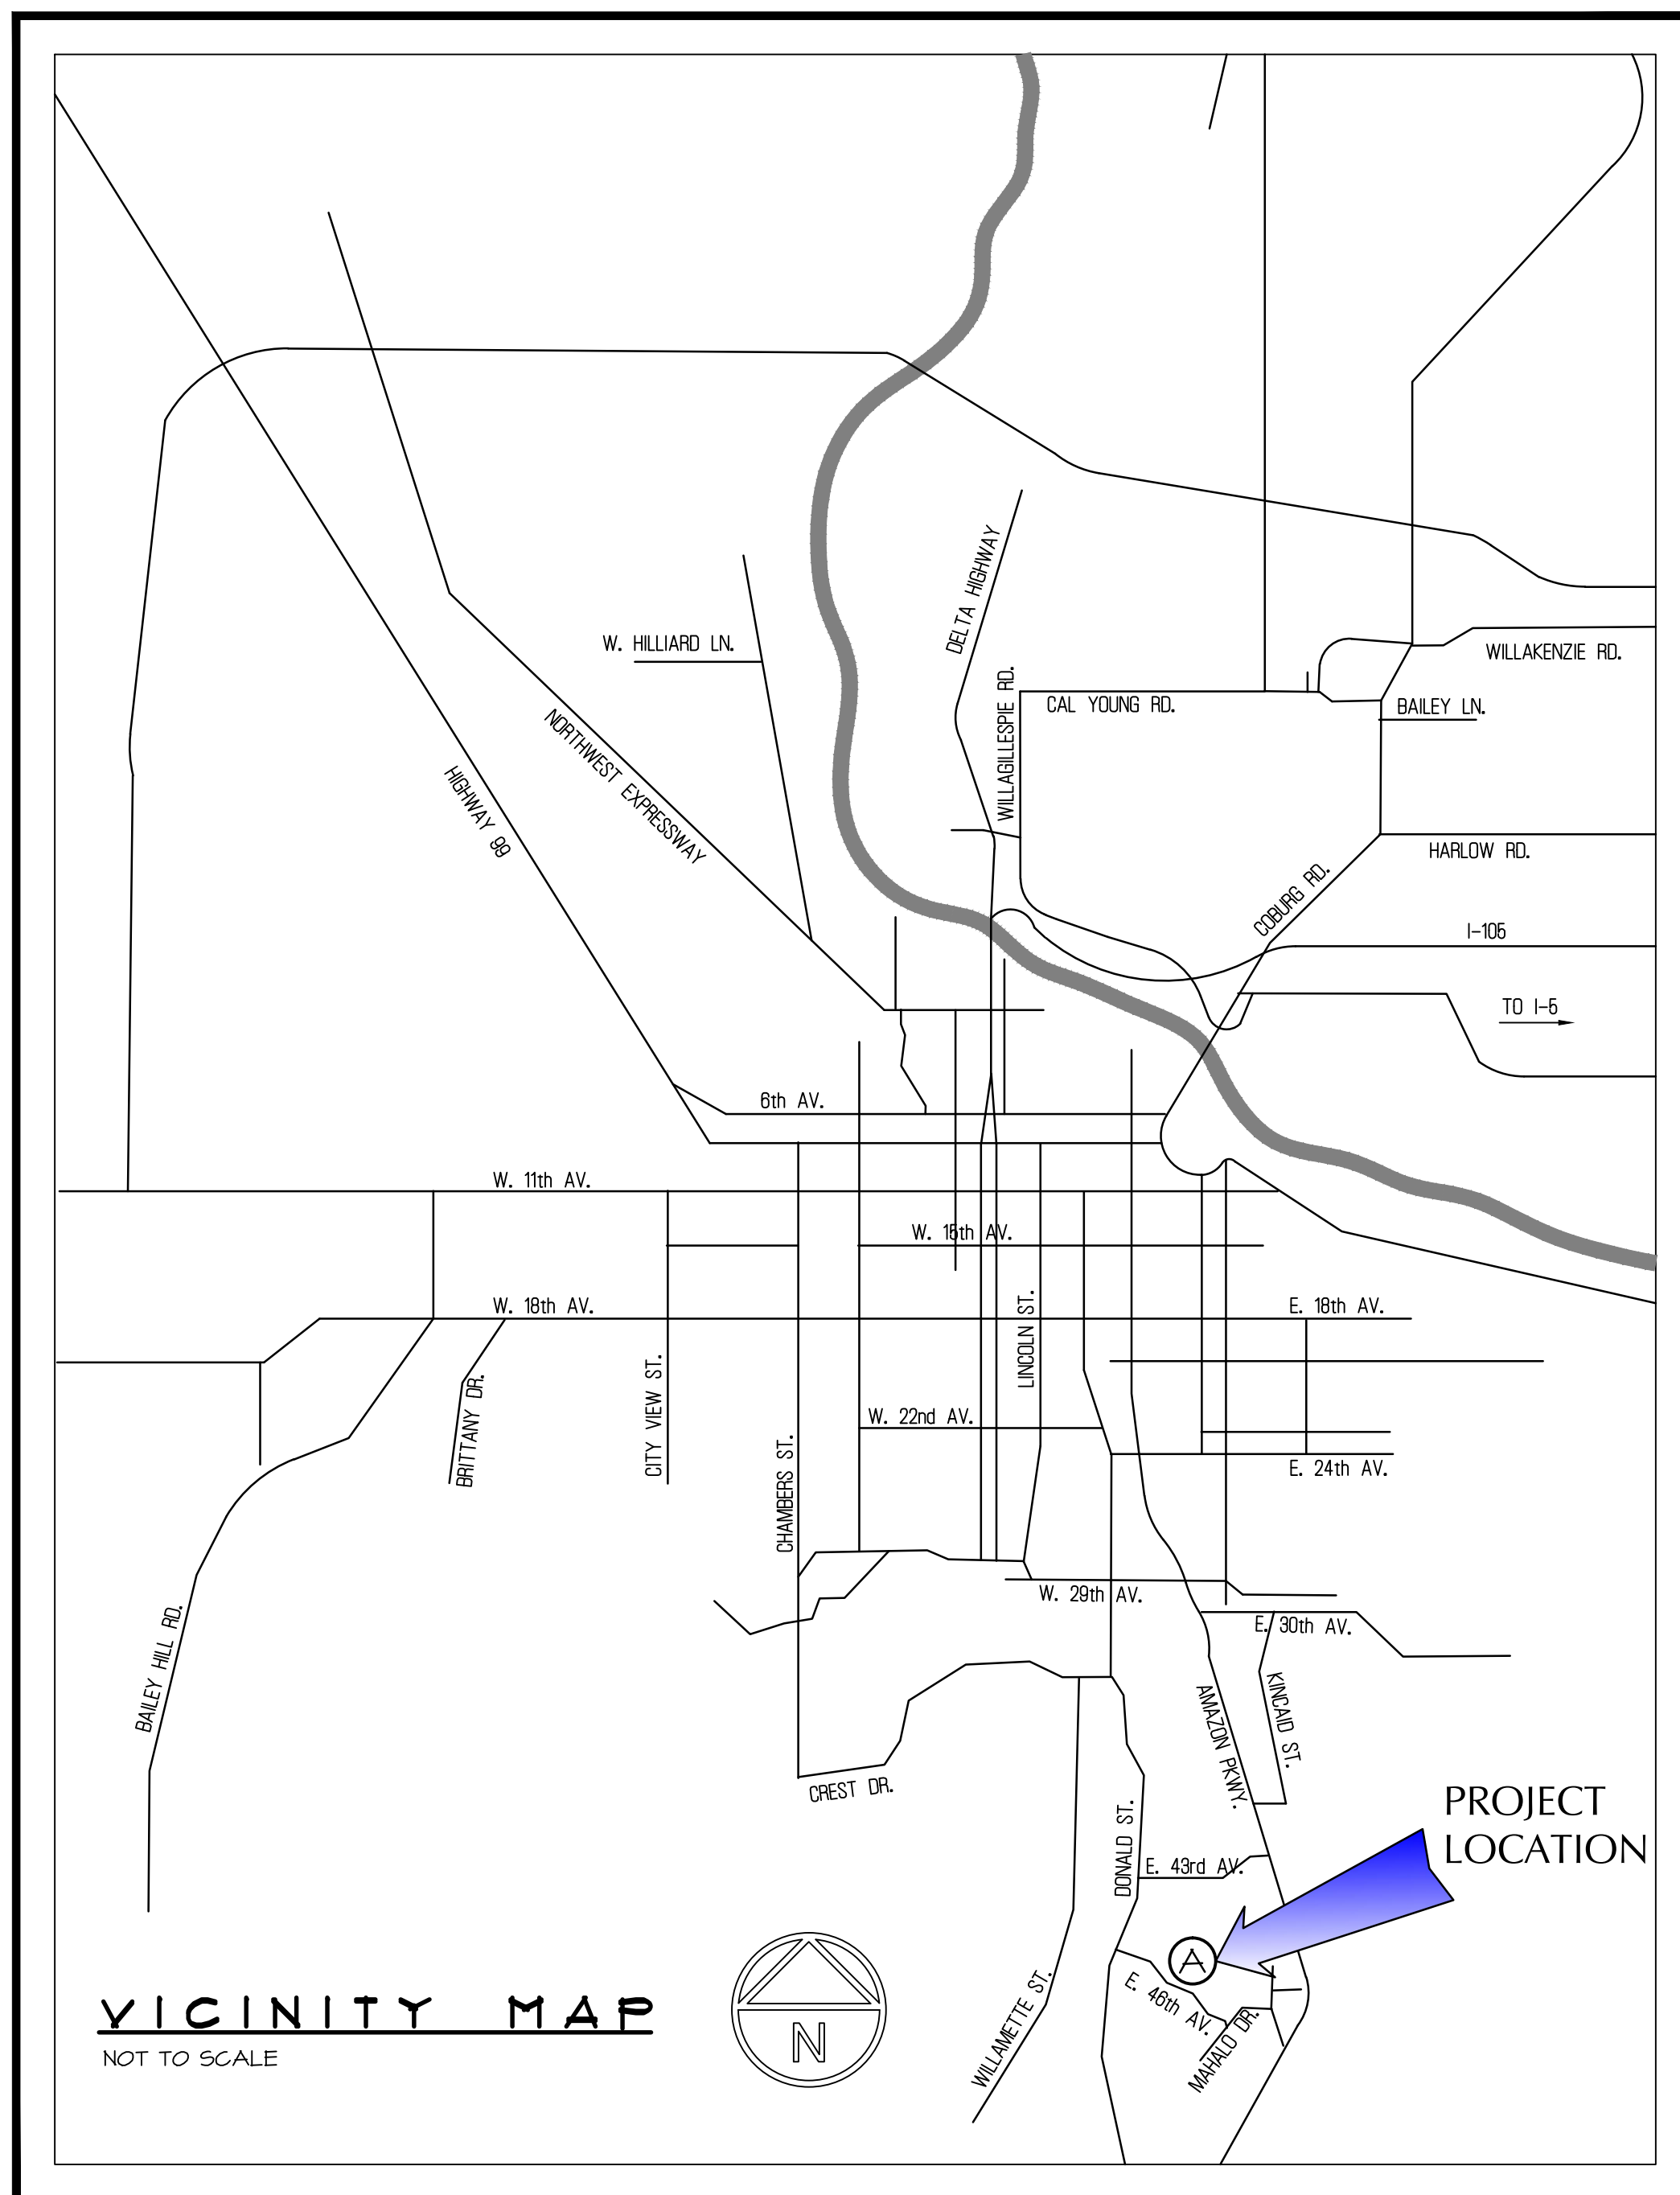 DELTA HIGHWAY
W. HILLIARD LN.
WILLAKENZIE RD.
WILLAGILLESPIE RD.
CAL YOUNG RD.
BAILEY LN.
NORTHWEST EXPRESSWAY
HIGHWAY 99
HARLOW RD.
COBURG RD.
I-105
TO I-5
6th AV.
W. 11th AV.
W. 15th AV.
W. 18th AV.
E. 18th AV.
LINCOLN ST.
CITY VIEW ST.
BRITTANY DR.
W. 22nd AV.
CHAMBERS ST.
E. 24th AV.
W. 29th AV.
E. 30th AV.
BAILEY HILL RD.
KINCAID ST.
AMAZON PKWY.
CREST DR.
PROJECT
LOCATION
DONALD ST.
E. 43rd AV.
A
E. 46th AV.
MAHALO DR.
WILLAMETTE ST.
VICINITY MAP
NOT TO SCALE
N